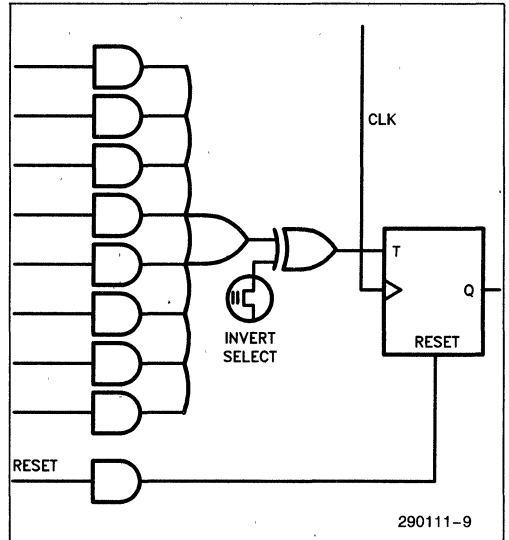 CLK
T
Q
INVERT
SELECT
RESET
RESET
290111-9